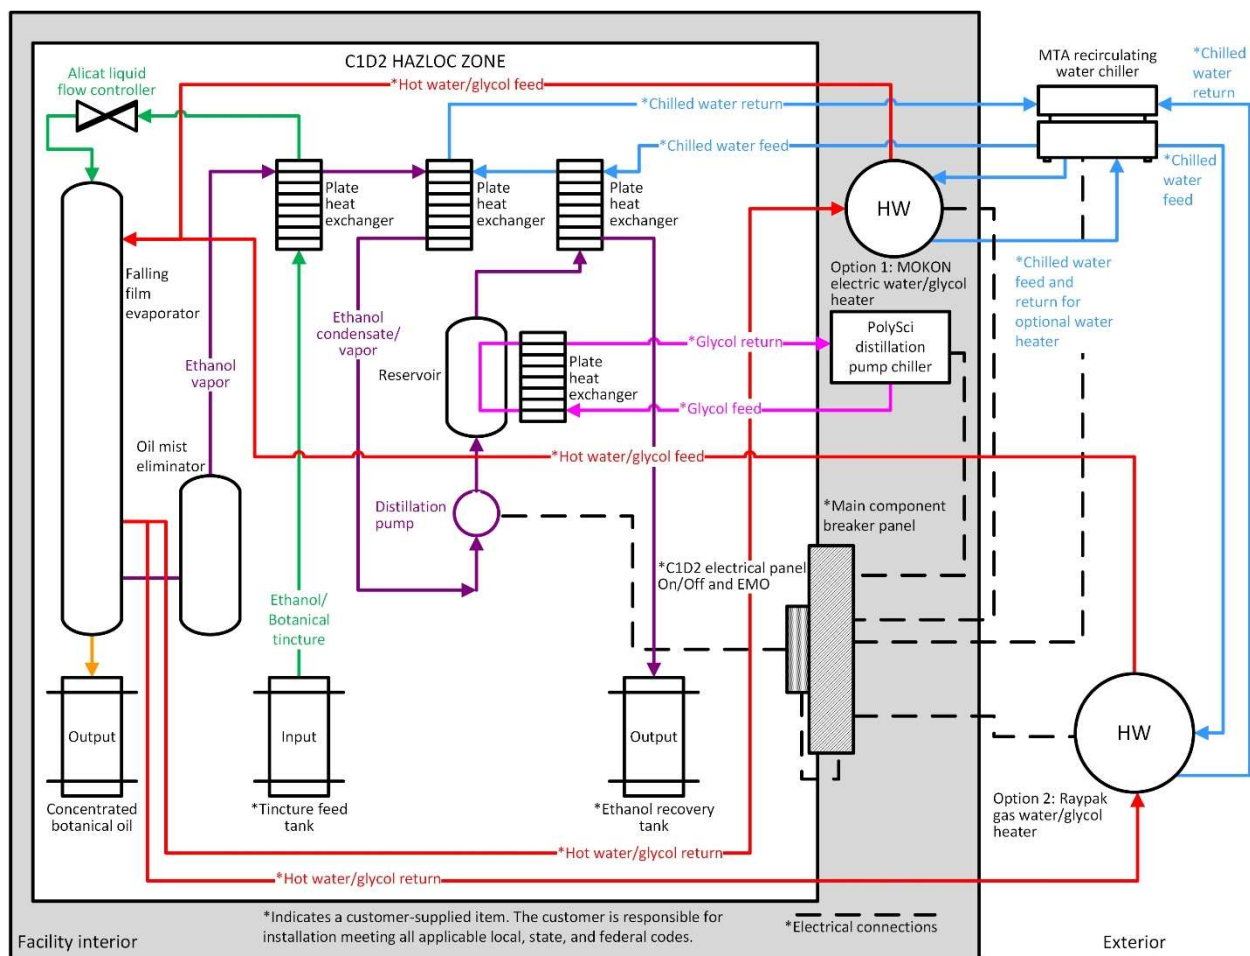 C1D2 HAZLOC ZONE
Alicat liquid
flow controller
*Hot water/glycol feed
*Chilled water return
*Chilled water feed
MTA recirculating
water chiller
*Chilled
water
return
*Chilled
water
feed
Plate
heat
exchanger
Plate
heat
exchanger
Plate
heat
exchanger
HW
Option 1: MOKON
electric water/glycol
heater
*Chilled water
feed and
return for
optional water
heater
Falling
film
evaporator
Ethanol
vapor
Ethanol
condensate/
vapor
Reservoir
Plate
heat
exchanger
*Glycol return
*Glycol feed
PolySci
distillation
pump chiller
Oil mist
eliminator
*Hot water/glycol feed
Distillation
pump
*Main component
breaker panel
*C1D2 electrical panel
On/Off and EMO
Ethanol/
Botanical
tincture
Output
Concentrated
botanical oil
Input
*Tincture feed
tank
Output
*Ethanol recovery
tank
HW
Option 2: Raypak
gas water/glycol
heater
*Hot water/glycol return
*Hot water/glycol return
*Indicates a customer-supplied item. The customer is responsible for
installation meeting all applicable local, state, and federal codes.
*Electrical connections
Facility interior
Exterior